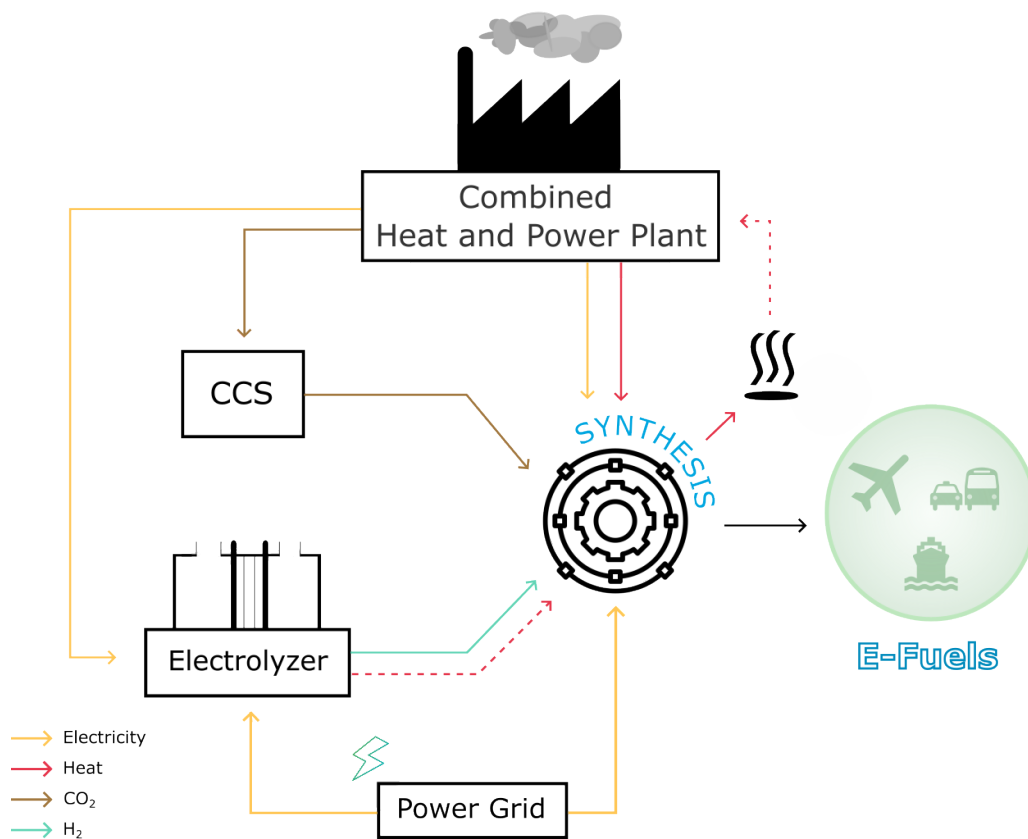 Combined
Heat and Power Plant
CCS
SYNTHESIS
Electrolyzer
E-Fuels
Power Grid
Electricity
Heat
CO₂
H₂